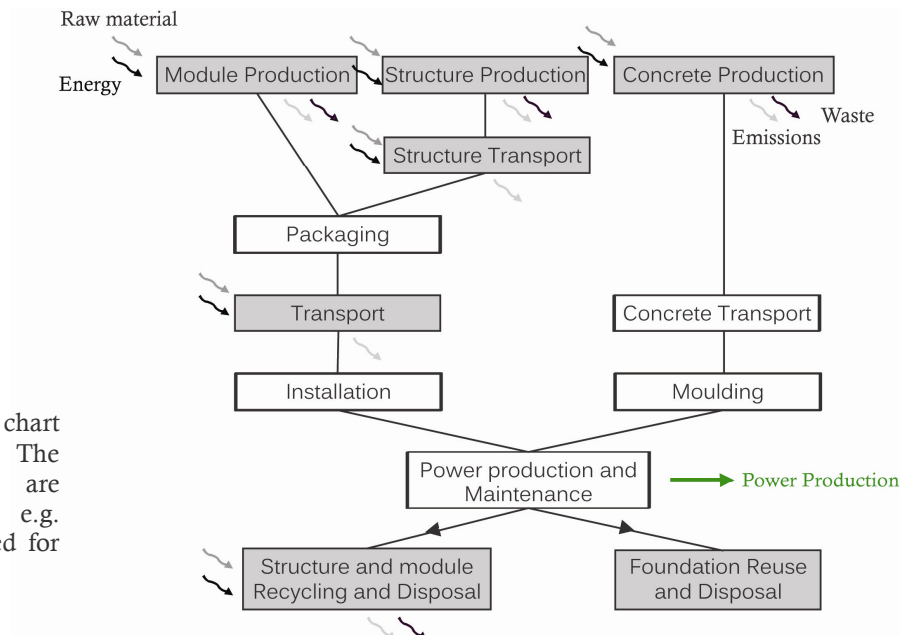 Raw material
Energy
Module Production
Structure Production
Concrete Production
Waste
Emissions
Structure Transport
Packaging
Transport
Concrete Transport
Installation
Moulding
chart
The
are
e.g.
for
Power production and
Maintenance
Power Production
Structure and module
Recycling and Disposal
Foundation Reuse
and Disposal